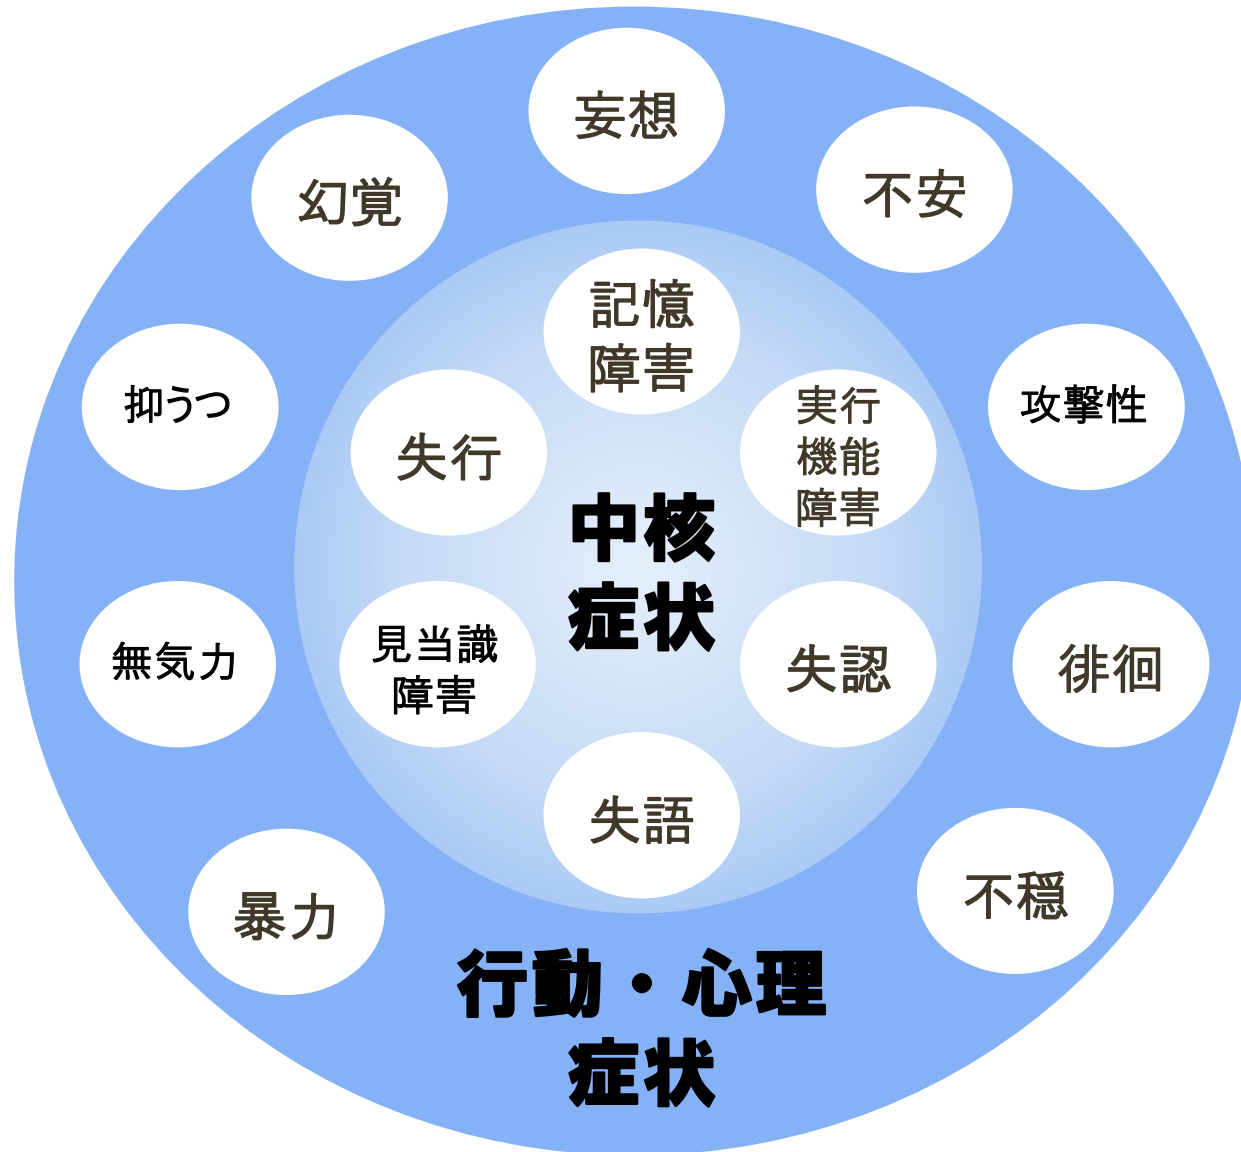 妄想
幻覚
不安
記憶
障害
抑うつ
攻撃性
失行
実行
機能
障害
中核
症状
無気力
見当識
障害
失認
徘徊
失語
暴力
不穏
行動・心理
症状